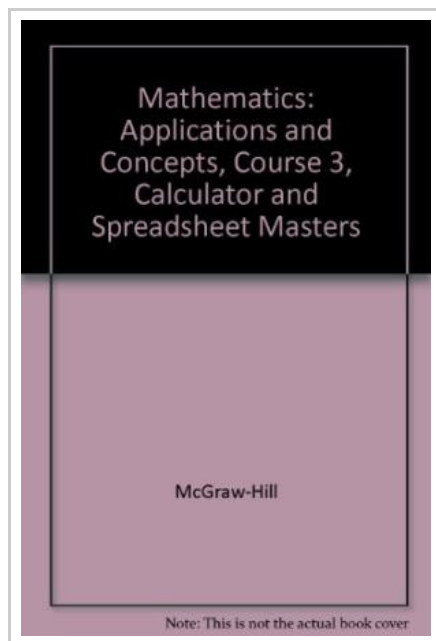 Mathematics:
Applications and
Concepts, Course 3,
Calculator and
Spreadsheet Masters
McGraw-Hill
Note: This is not the actual book cover